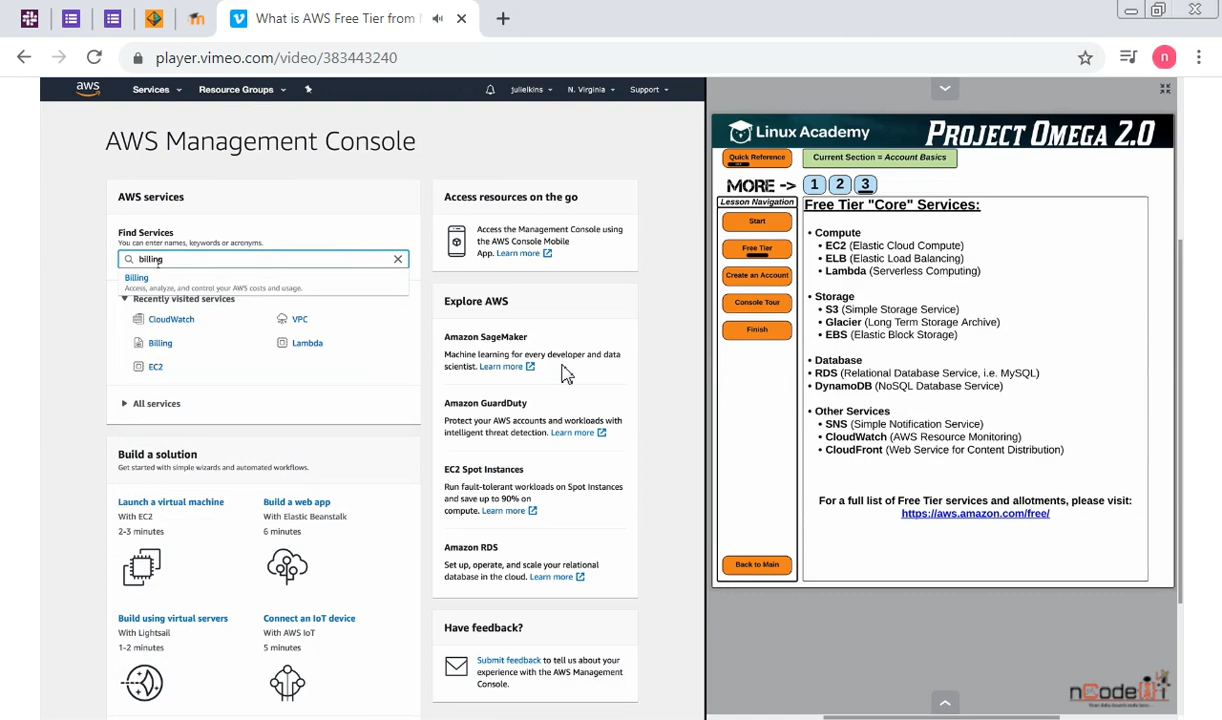 What is AWS Free Tier from
player.vimeo.com/video/383443240
n
aws Services Resource Groups julielkins N. Virginia Support
AWS Management Console
AWS services
Find Services
You can enter names, keywords or acronyms.
billing
Billing
Access, analyze, and control your AWS costs and usage.
Recently visited services
CloudWatch VPC
Billing Lambda
EC2
All services
Build a solution
Get started with simple wizards and automated workflows.
Launch a virtual machine
With EC2
2-3 minutes
Build a web app
With Elastic Beanstalk
6 minutes
Build using virtual servers
With Lightsail
1-2 minutes
Connect an IoT device
With AWS IoT
5 minutes
Access resources on the go
Access the Management Console using
the AWS Console Mobile
App. Learn more
Explore AWS
Amazon SageMaker
Machine learning for every developer and data
scientist. Learn more
Amazon GuardDuty
Protect your AWS accounts and workloads with
intelligent threat detection. Learn more
EC2 Spot Instances
Run fault-tolerant workloads on Spot Instances
and save up to 90% on
compute. Learn more
Amazon RDS
Set up, operate, and scale your relational
database in the cloud. Learn more
Have feedback?
Submit feedback to tell us about your
experience with the AWS Management
Console.
Linux Academy PROJECT OMEGA 2.0
Quick Reference Current Section = Account Basics
MORE -> 1 2 3
Lesson Navigation
Start
Free Tier
Create an Account
Console Tour
Finish
Back to Main
Free Tier "Core" Services:
• Compute
• EC2 (Elastic Cloud Compute)
• ELB (Elastic Load Balancing)
• Lambda (Serverless Computing)
• Storage
• S3 (Simple Storage Service)
• Glacier (Long Term Storage Archive)
• EBS (Elastic Block Storage)
• Database
• RDS (Relational Database Service, i.e. MySQL)
• DynamoDB (NoSQL Database Service)
• Other Services
• SNS (Simple Notification Service)
• CloudWatch (AWS Resource Monitoring)
• CloudFront (Web Service for Content Distribution)
For a full list of Free Tier services and allotments, please visit:
https://aws.amazon.com/free/